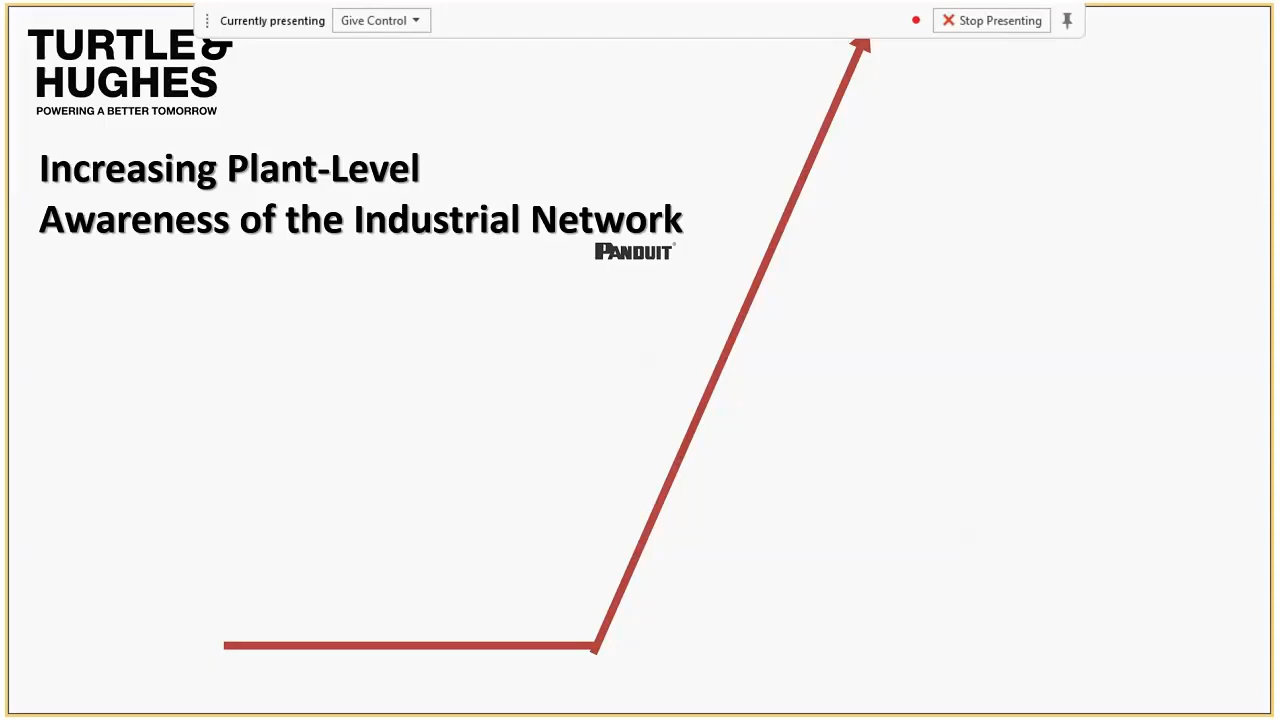 Currently presenting
Give Control
Stop Presenting
TURTLE&
HUGHES
POWERING A BETTER TOMORROW
Increasing Plant-Level
Awareness of the Industrial Network
PANDUIT®